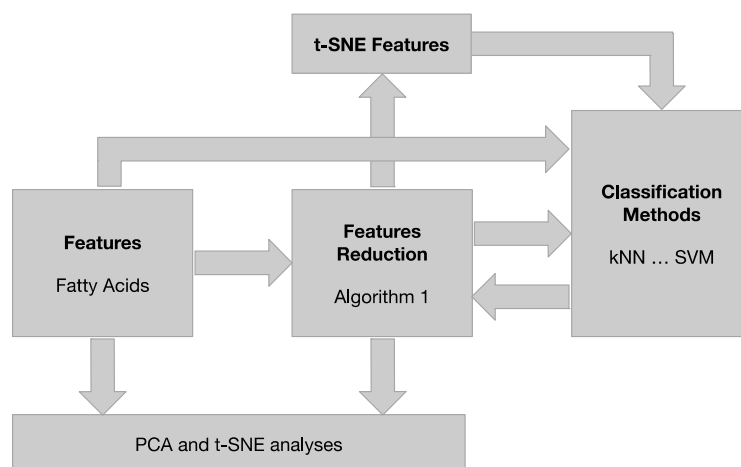 t-SNE Features
Features
Fatty Acids
Features
Reduction
Algorithm 1
Classification
Methods
kNN ... SVM
PCA and t-SNE analyses